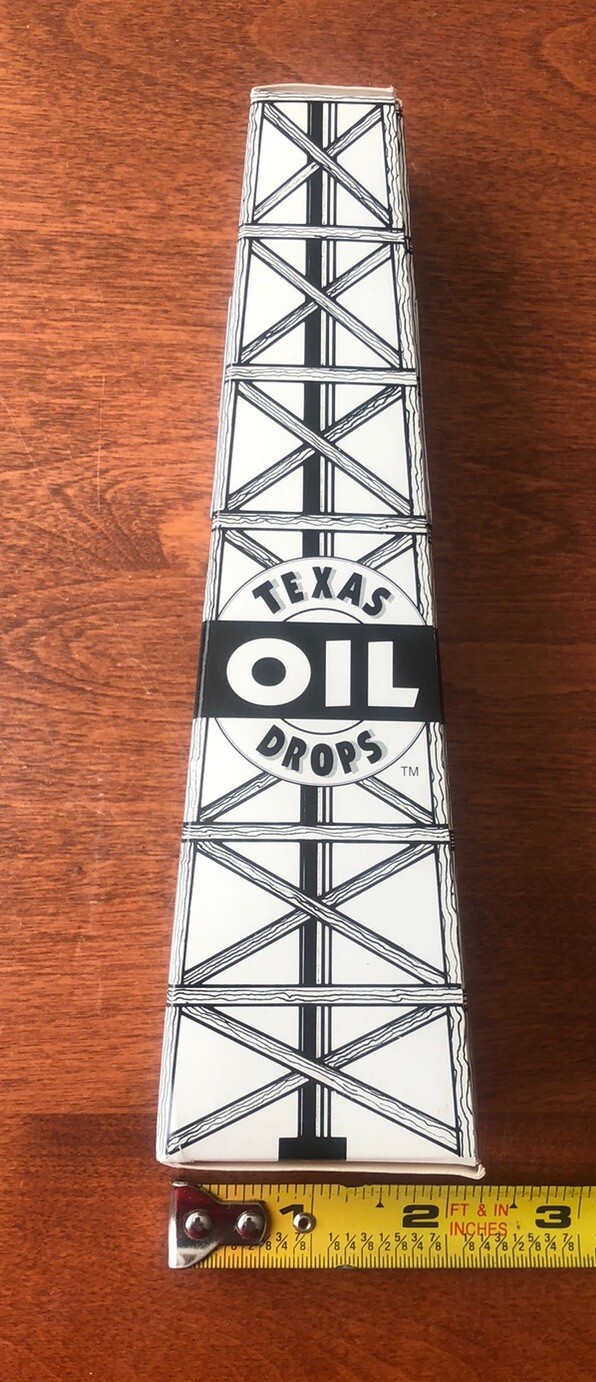 TEXAS
OIL
DROPS
TM
1 2 FT & IN 3
INCHES